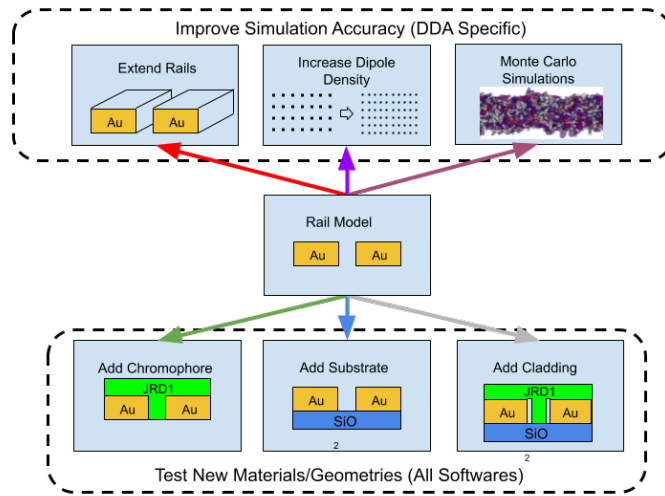 Improve Simulation Accuracy (DDA Specific)
Extend Rails
Au
Au
Increase Dipole
Density
Monte Carlo
Simulations
Rail Model
Au
Au
Add Chromophore
JRD1
Au
Au
Add Substrate
Au
Au
SiO
2
Add Cladding
JRD1
Au
Au
SiO
2
Test New Materials/Geometries (All Softwares)